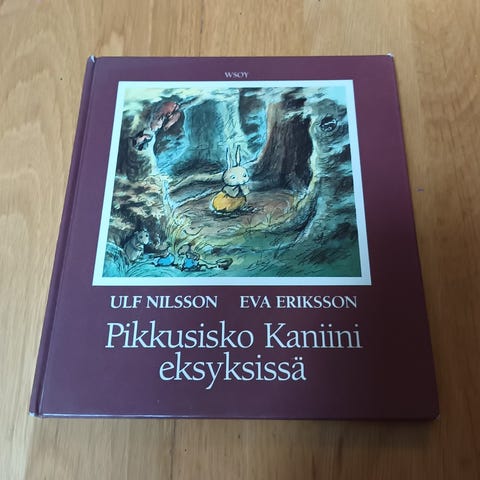 WSOY
ULF NILSSON EVA ERIKSSON
Pikkusisko Kaniini
eksyksissä